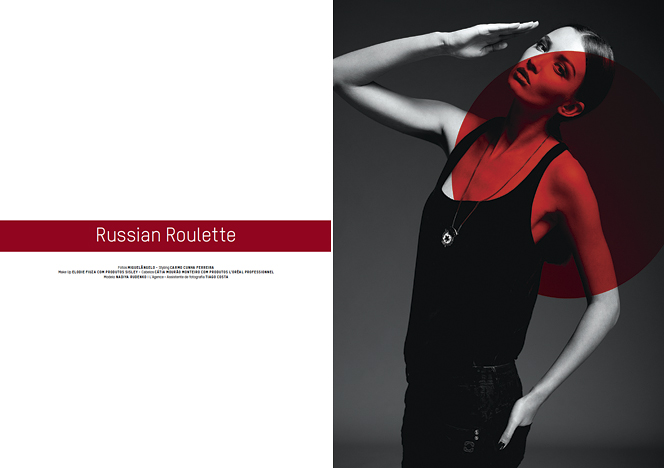 Russian Roulette
Fotos MIGUEL ÂNGELO - Styling CARMO CUNHA FERREIRA
Make Up ELODIE FIUZA COM PRODUTOS SISLEY - Cabelos CÁTIA MOURÃO MONTEIRO COM PRODUTOS L'ORÉAL PROFESSIONNEL
Modelo NADIYA RUDENKO | L'Agence - Assistente de fotografia TIAGO COSTA